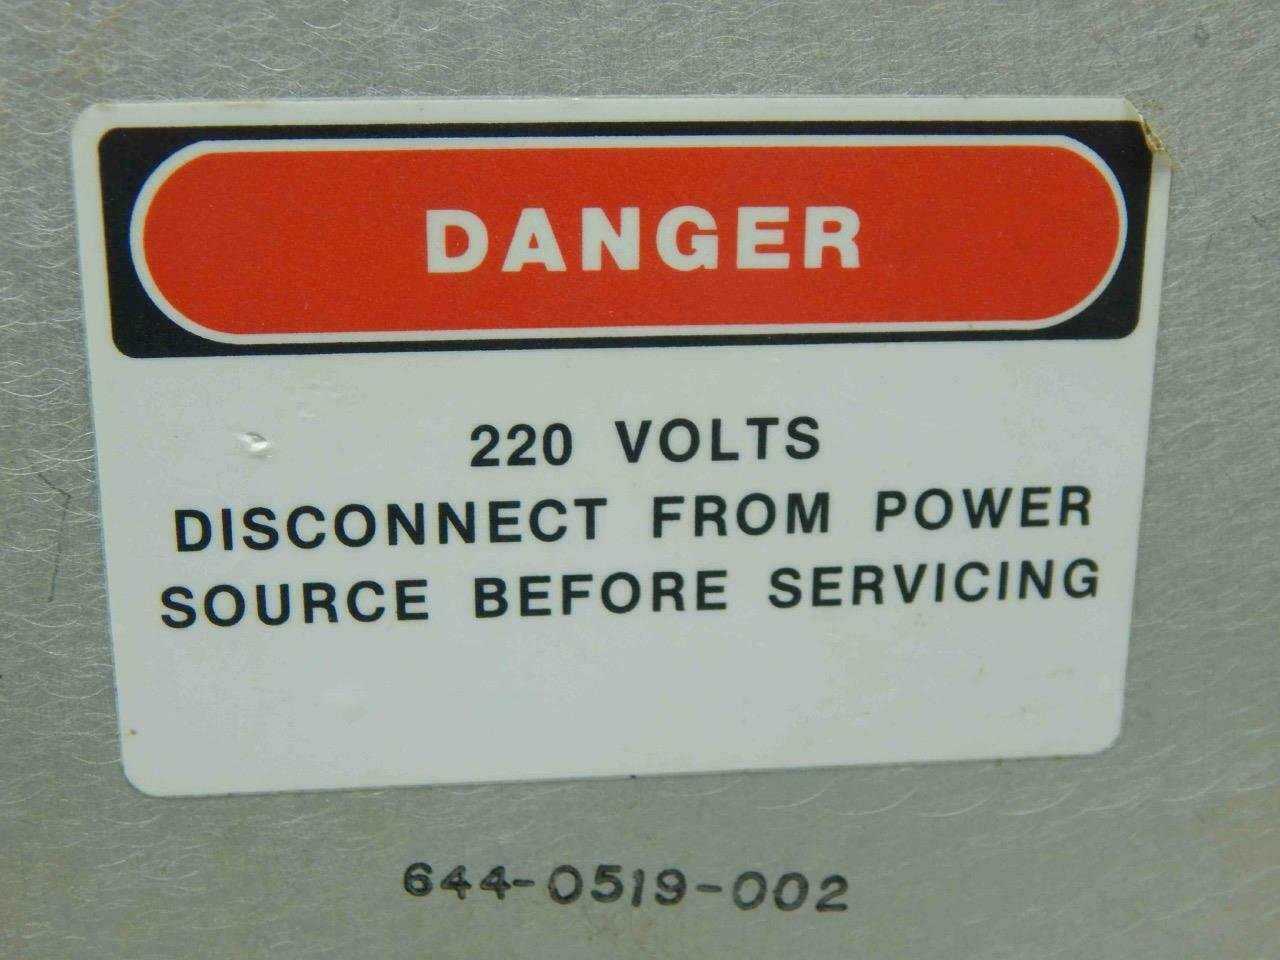 DANGER
220 VOLTS
DISCONNECT FROM POWER
SOURCE BEFORE SERVICING
644-0519-002